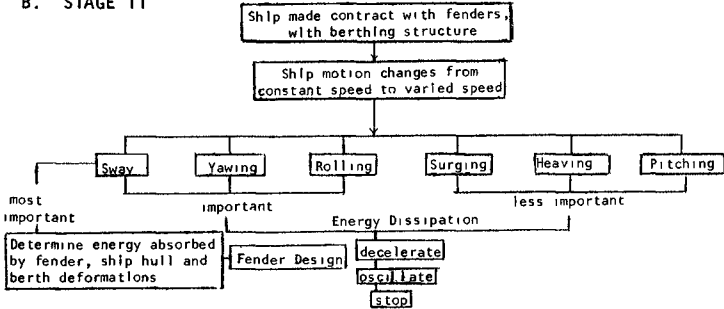 B. STAGE II
Ship made contract with fenders,
with berthing structure
Ship motion changes from
constant speed to varied speed
Sway
Yawing
Rolling
Surging
Heaving
Pitching
most
important
important
less important
Energy Dissipation
Determine energy absorbed
by fender, ship hull and
berth deformations
Fender Design
decelerate
oscillate
stop